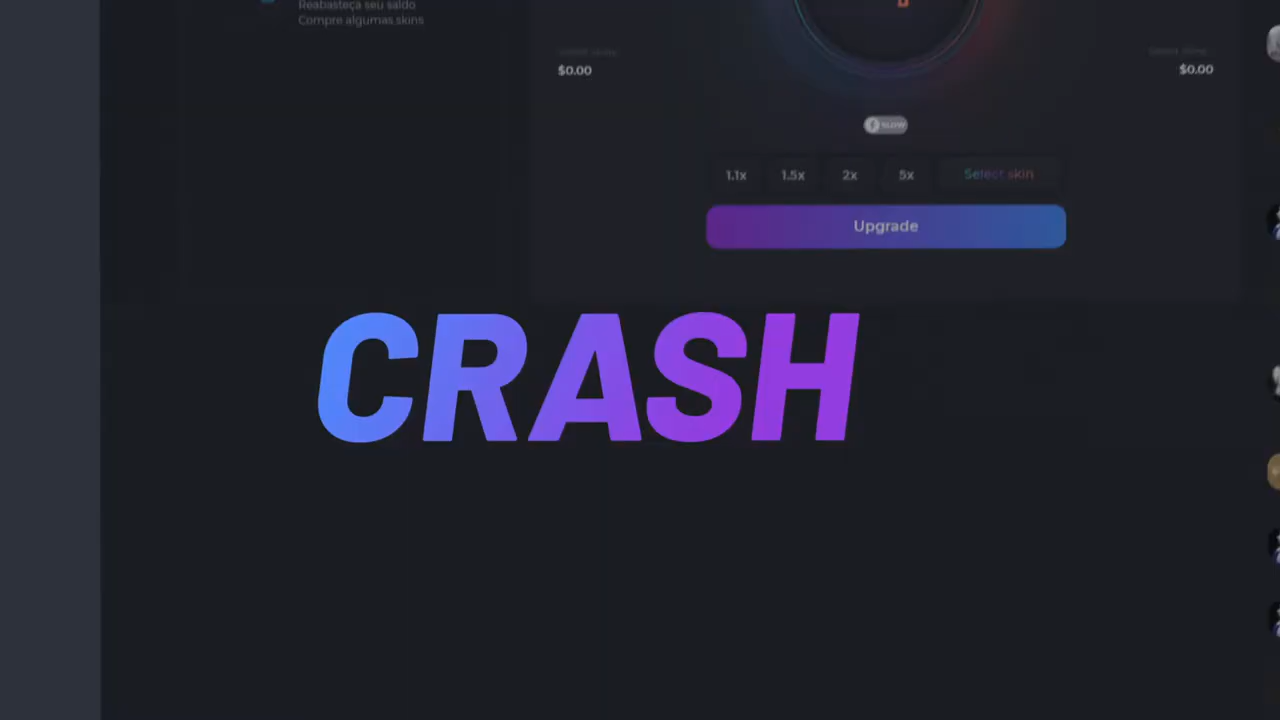 Reabasteça seu saldo
Compre algumas skins
$0.00
$0.00
SLOW
1.1x 1.5x 2x 5x Select skin
Upgrade
CRASH